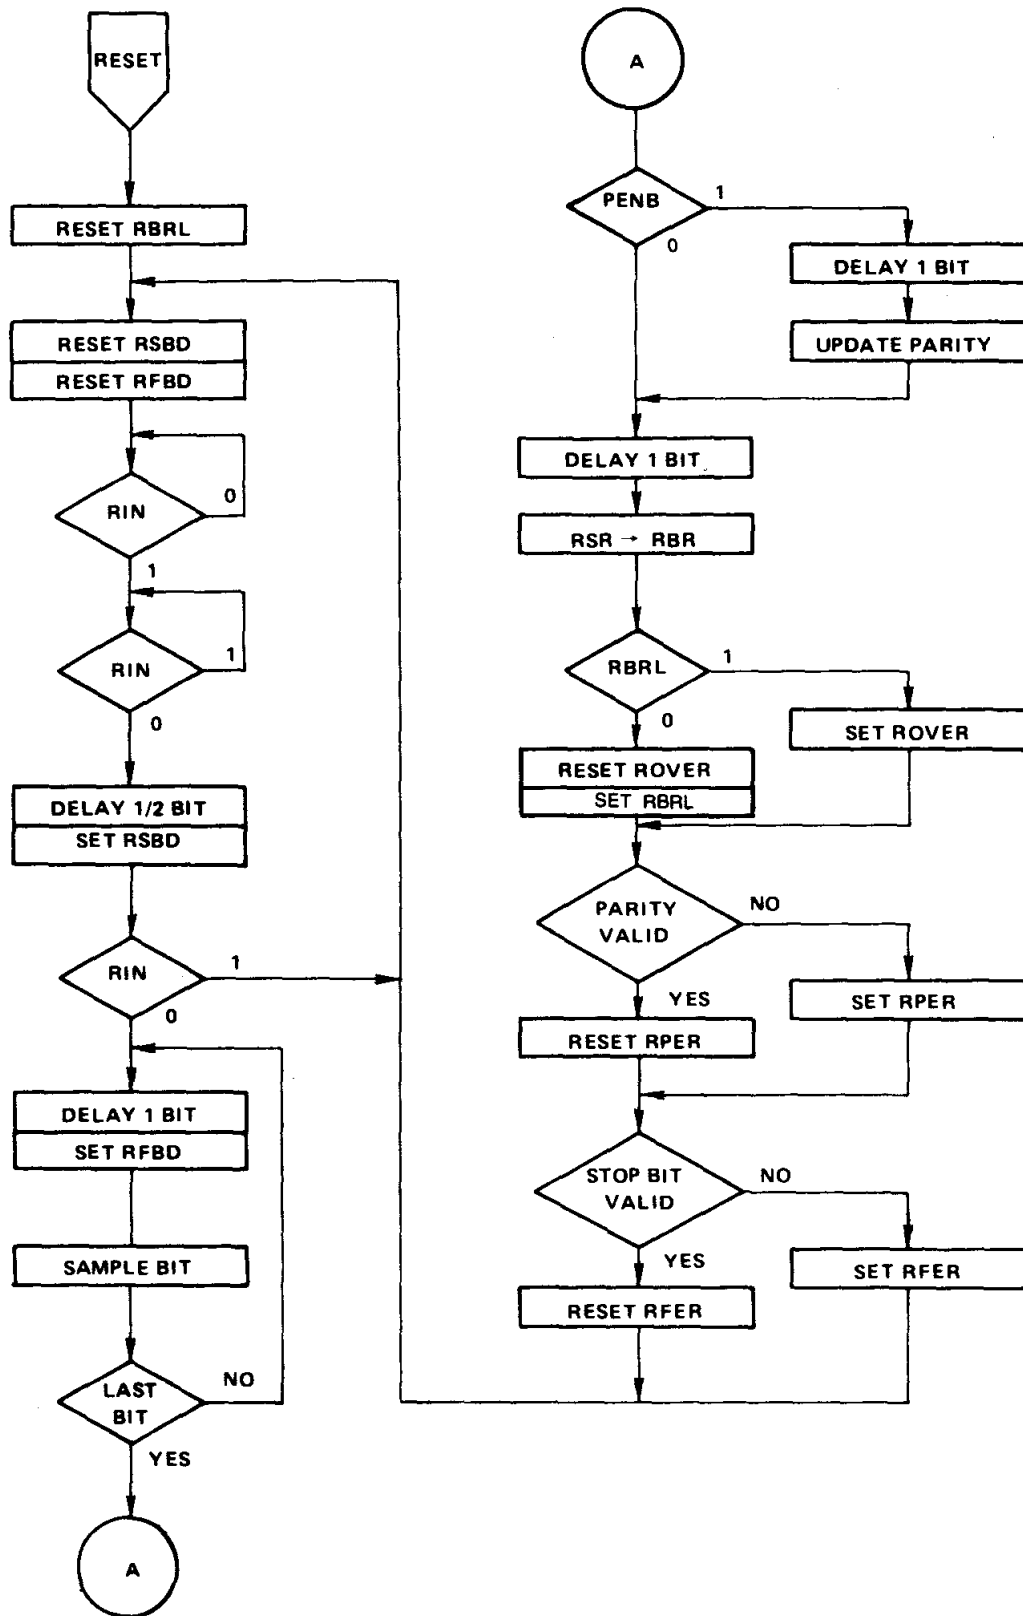 RESET
RESET RBRL
RESET RSBD
RESET RFBD
RIN
0
1
RIN
1
0
DELAY 1/2 BIT
SET RSBD
RIN
1
0
DELAY 1 BIT
SET RFBD
SAMPLE BIT
LAST
BIT
NO
YES
A
A
PENB
1
0
DELAY 1 BIT
UPDATE PARITY
DELAY 1 BIT
RSR → RBR
RBRL
1
0
SET ROVER
RESET ROVER
SET RBRL
PARITY
VALID
NO
YES
SET RPER
RESET RPER
STOP BIT
VALID
NO
YES
SET RFER
RESET RFER